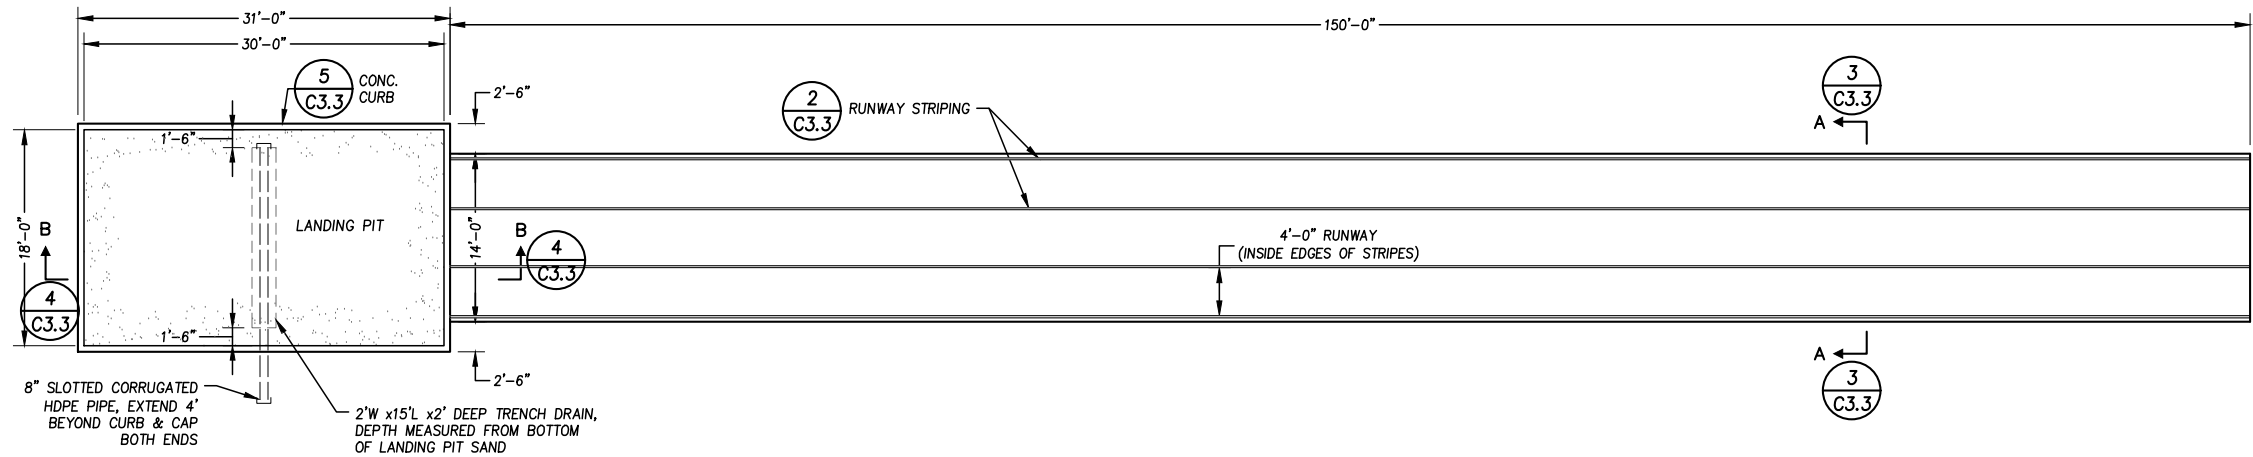 31'-0"
150'-0"
30'-0"
5
C3.3
CONC.
CURB
2'-6"
2
C3.3
RUNWAY STRIPING
3
C3.3
A
1'-6"
LANDING PIT
18'-0"
B
14'-0"
B
4
C3.3
4'-0" RUNWAY
(INSIDE EDGES OF STRIPES)
4
C3.3
1'-6"
A
3
C3.3
2'-6"
8" SLOTTED CORRUGATED
HDPE PIPE, EXTEND 4'
BEYOND CURB & CAP
BOTH ENDS
2'W x15'L x2' DEEP TRENCH DRAIN,
DEPTH MEASURED FROM BOTTOM
OF LANDING PIT SAND